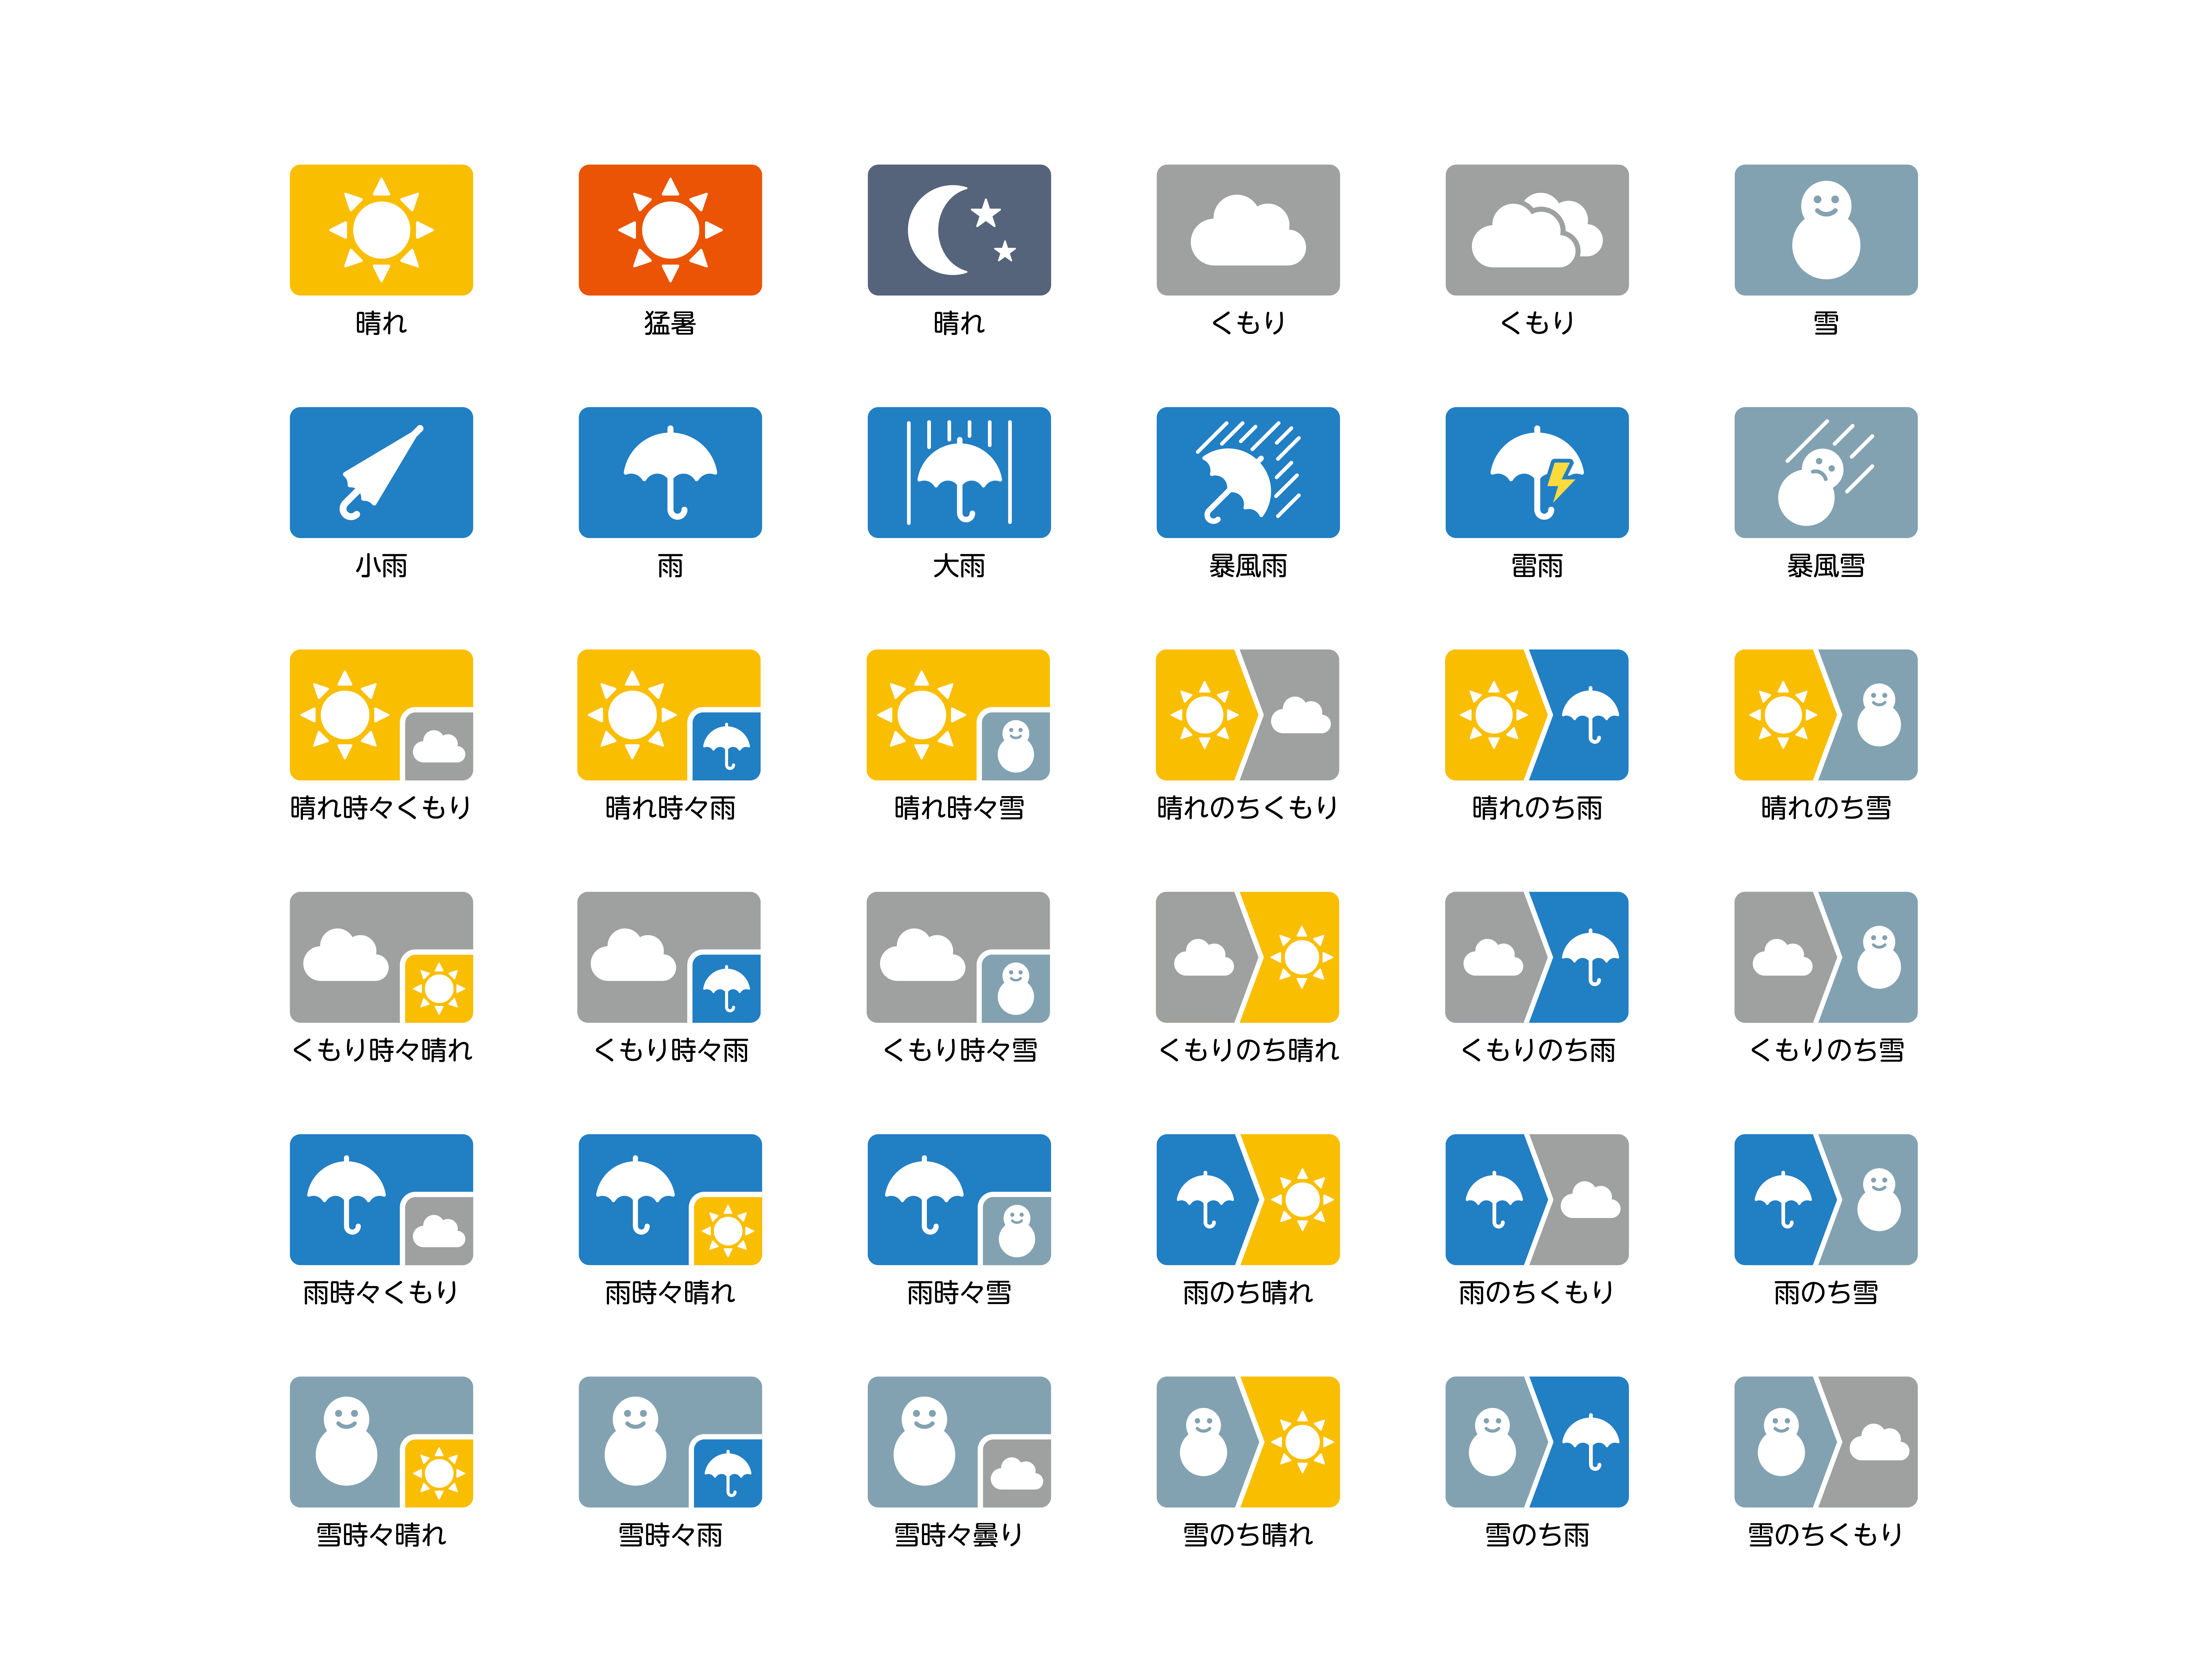 晴れ
猛暑
晴れ
くもり
くもり
雪
小雨
雨
大雨
暴風雨
雷雨
暴風雪
晴れ時々くもり
晴れ時々雨
晴れ時々雪
晴れのちくもり
晴れのち雨
晴れのち雪
くもり時々晴れ
くもり時々雨
くもり時々雪
くもりのち晴れ
くもりのち雨
くもりのち雪
雨時々くもり
雨時々晴れ
雨時々雪
雨のち晴れ
雨のちくもり
雨のち雪
雪時々晴れ
雪時々雨
雪時々曇り
雪のち晴れ
雪のち雨
雪のちくもり